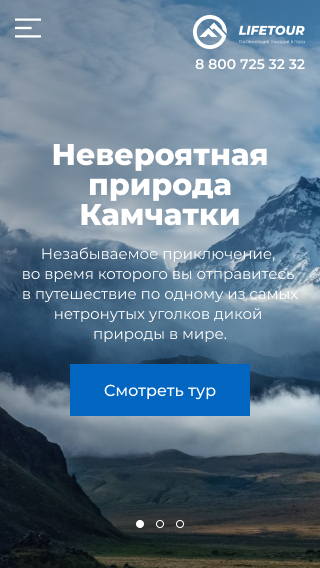 LIFETOUR
8 800 725 32 32
Невероятная
природа
Камчатки
Незабываемое приключение,
во время которого вы отправитесь
в путешествие по одному из самых
нетронутых уголков дикой
природы в мире.
Смотреть тур